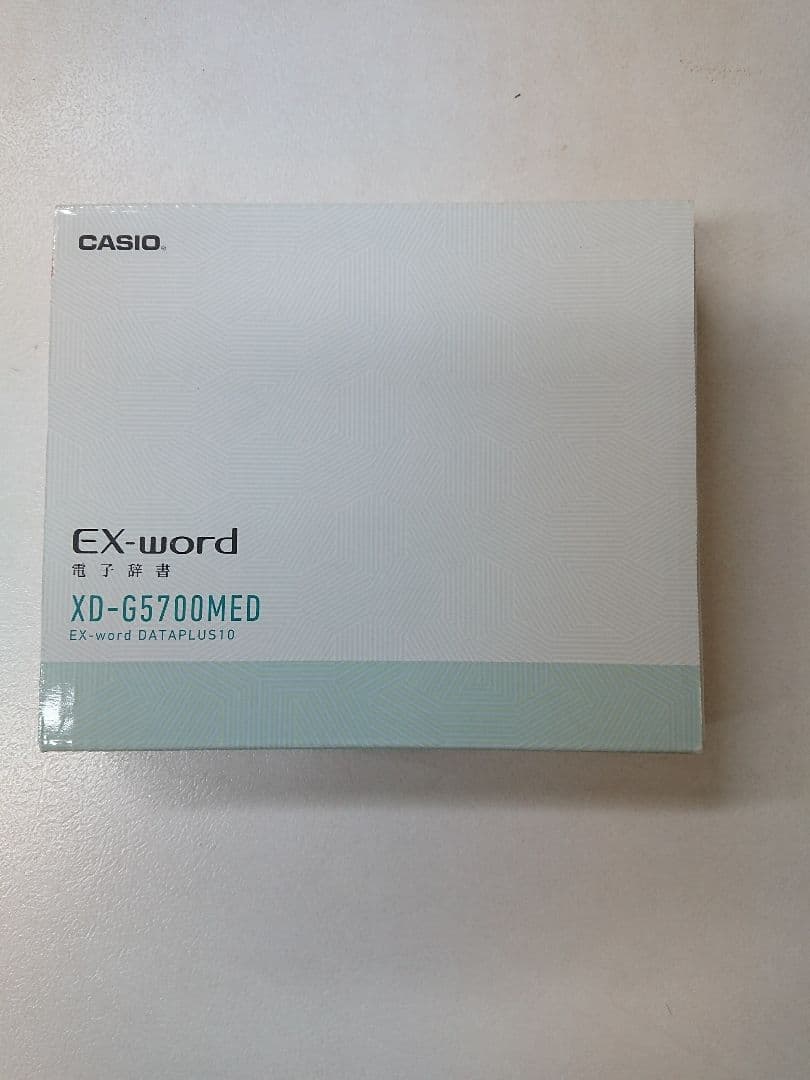 CASIO®
EX-word
電子辞書
XD-G5700MED
EX-word DATAPLUS10